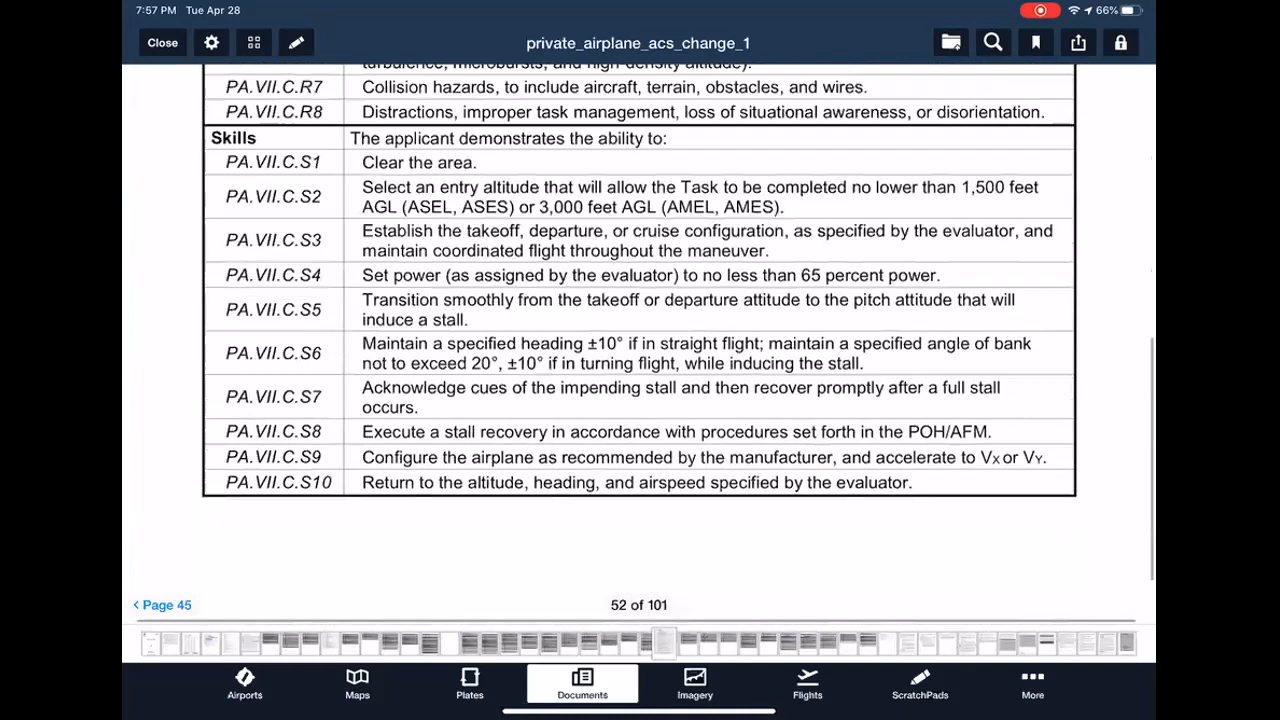 7:57 PM Tue Apr 28
66%
Close
private_airplane_acs_change_1
turbulence, microbursts, and high-density altitude).
PA.VII.C.R7 Collision hazards, to include aircraft, terrain, obstacles, and wires.
PA.VII.C.R8 Distractions, improper task management, loss of situational awareness, or disorientation.
Skills The applicant demonstrates the ability to:
PA.VII.C.S1 Clear the area.
PA.VII.C.S2 Select an entry altitude that will allow the Task to be completed no lower than 1,500 feet
AGL (ASEL, ASES) or 3,000 feet AGL (AMEL, AMES).
PA.VII.C.S3 Establish the takeoff, departure, or cruise configuration, as specified by the evaluator, and
maintain coordinated flight throughout the maneuver.
PA.VII.C.S4 Set power (as assigned by the evaluator) to no less than 65 percent power.
PA.VII.C.S5 Transition smoothly from the takeoff or departure attitude to the pitch attitude that will
induce a stall.
PA.VII.C.S6 Maintain a specified heading ±10° if in straight flight; maintain a specified angle of bank
not to exceed 20°, ±10° if in turning flight, while inducing the stall.
PA.VII.C.S7 Acknowledge cues of the impending stall and then recover promptly after a full stall
occurs.
PA.VII.C.S8 Execute a stall recovery in accordance with procedures set forth in the POH/AFM.
PA.VII.C.S9 Configure the airplane as recommended by the manufacturer, and accelerate to VX or VY.
PA.VII.C.S10 Return to the altitude, heading, and airspeed specified by the evaluator.
< Page 45
52 of 101
Airports Maps Plates Documents Imagery Flights ScratchPads More